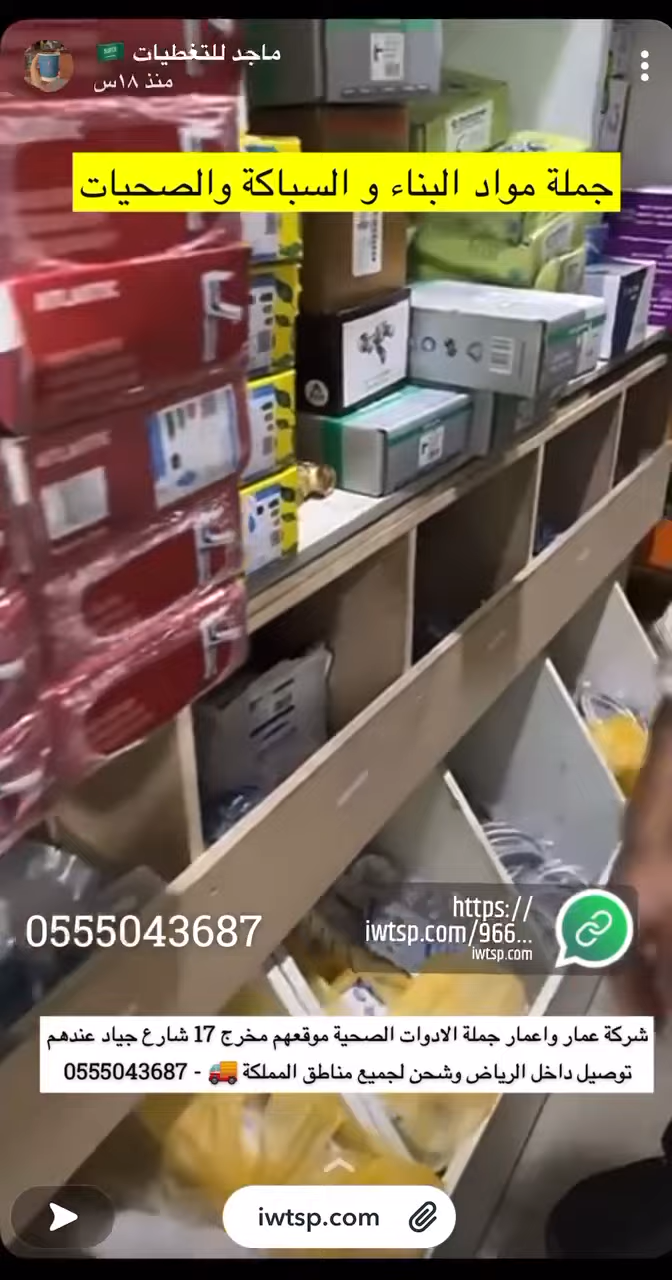 ماجد للتغطيات
منذ ١٨س
جملة مواد البناء و السباكة والصحيات
ATLANTIC
ATLANTIC
0555043687
https://
iwtsp.com/966...
iwtsp.com
شركة عمار واعمار جملة الادوات الصحية موقعهم مخرج 17 شارع جياد عندهم
توصيل داخل الرياض وشحن لجميع مناطق المملكة 🚚 - 0555043687
iwtsp.com